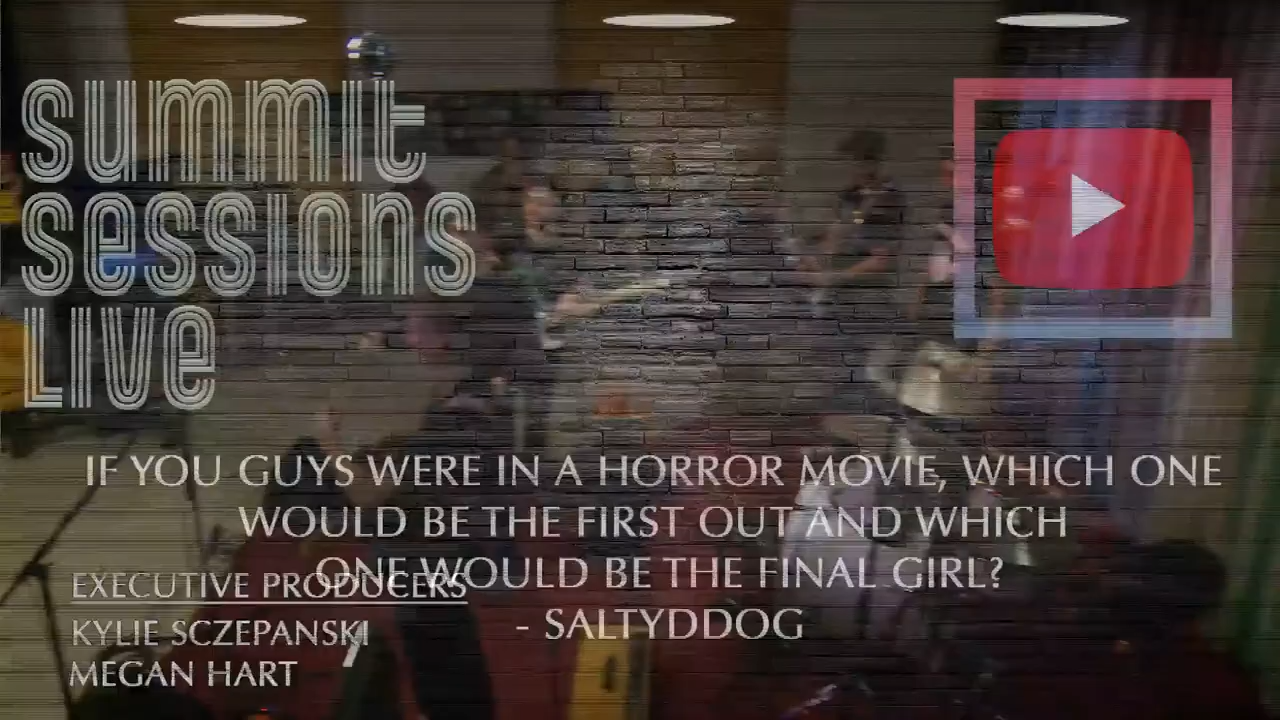 summit
sessions
Live
IF YOU GUYS WERE IN A HORROR MOVIE, WHICH ONE
WOULD BE THE FIRST OUT AND WHICH
ONE WOULD BE THE FINAL GIRL?
- SALTYDDOG
EXECUTIVE PRODUCERS
KYLIE SCZEPANSKI
MEGAN HART